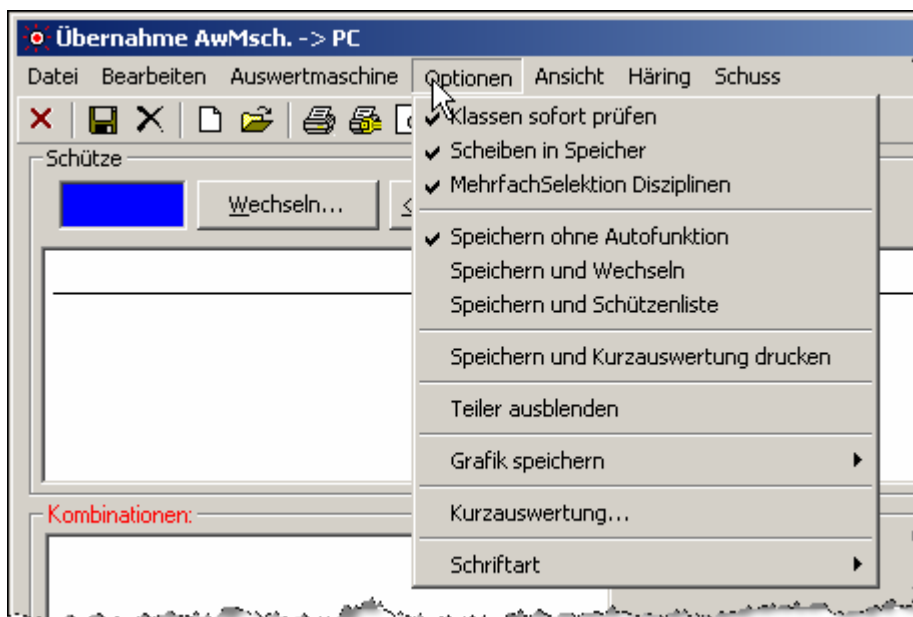 Übernahme AwMsch. -> PC
Datei Bearbeiten Auswertmaschine Optionen Ansicht Häring Schuss
Klassen sofort prüfen
Schütze
Scheiben in Speicher
MehrfachSelektion Disziplinen
Wechseln... <
Speichern ohne Autofunktion
Speichern und Wechseln
Speichern und Schützenliste
Speichern und Kurzauswertung drucken
Teiler ausblenden
Grafik speichern
Kombinationen:
Kurzauswertung...
Schriftart